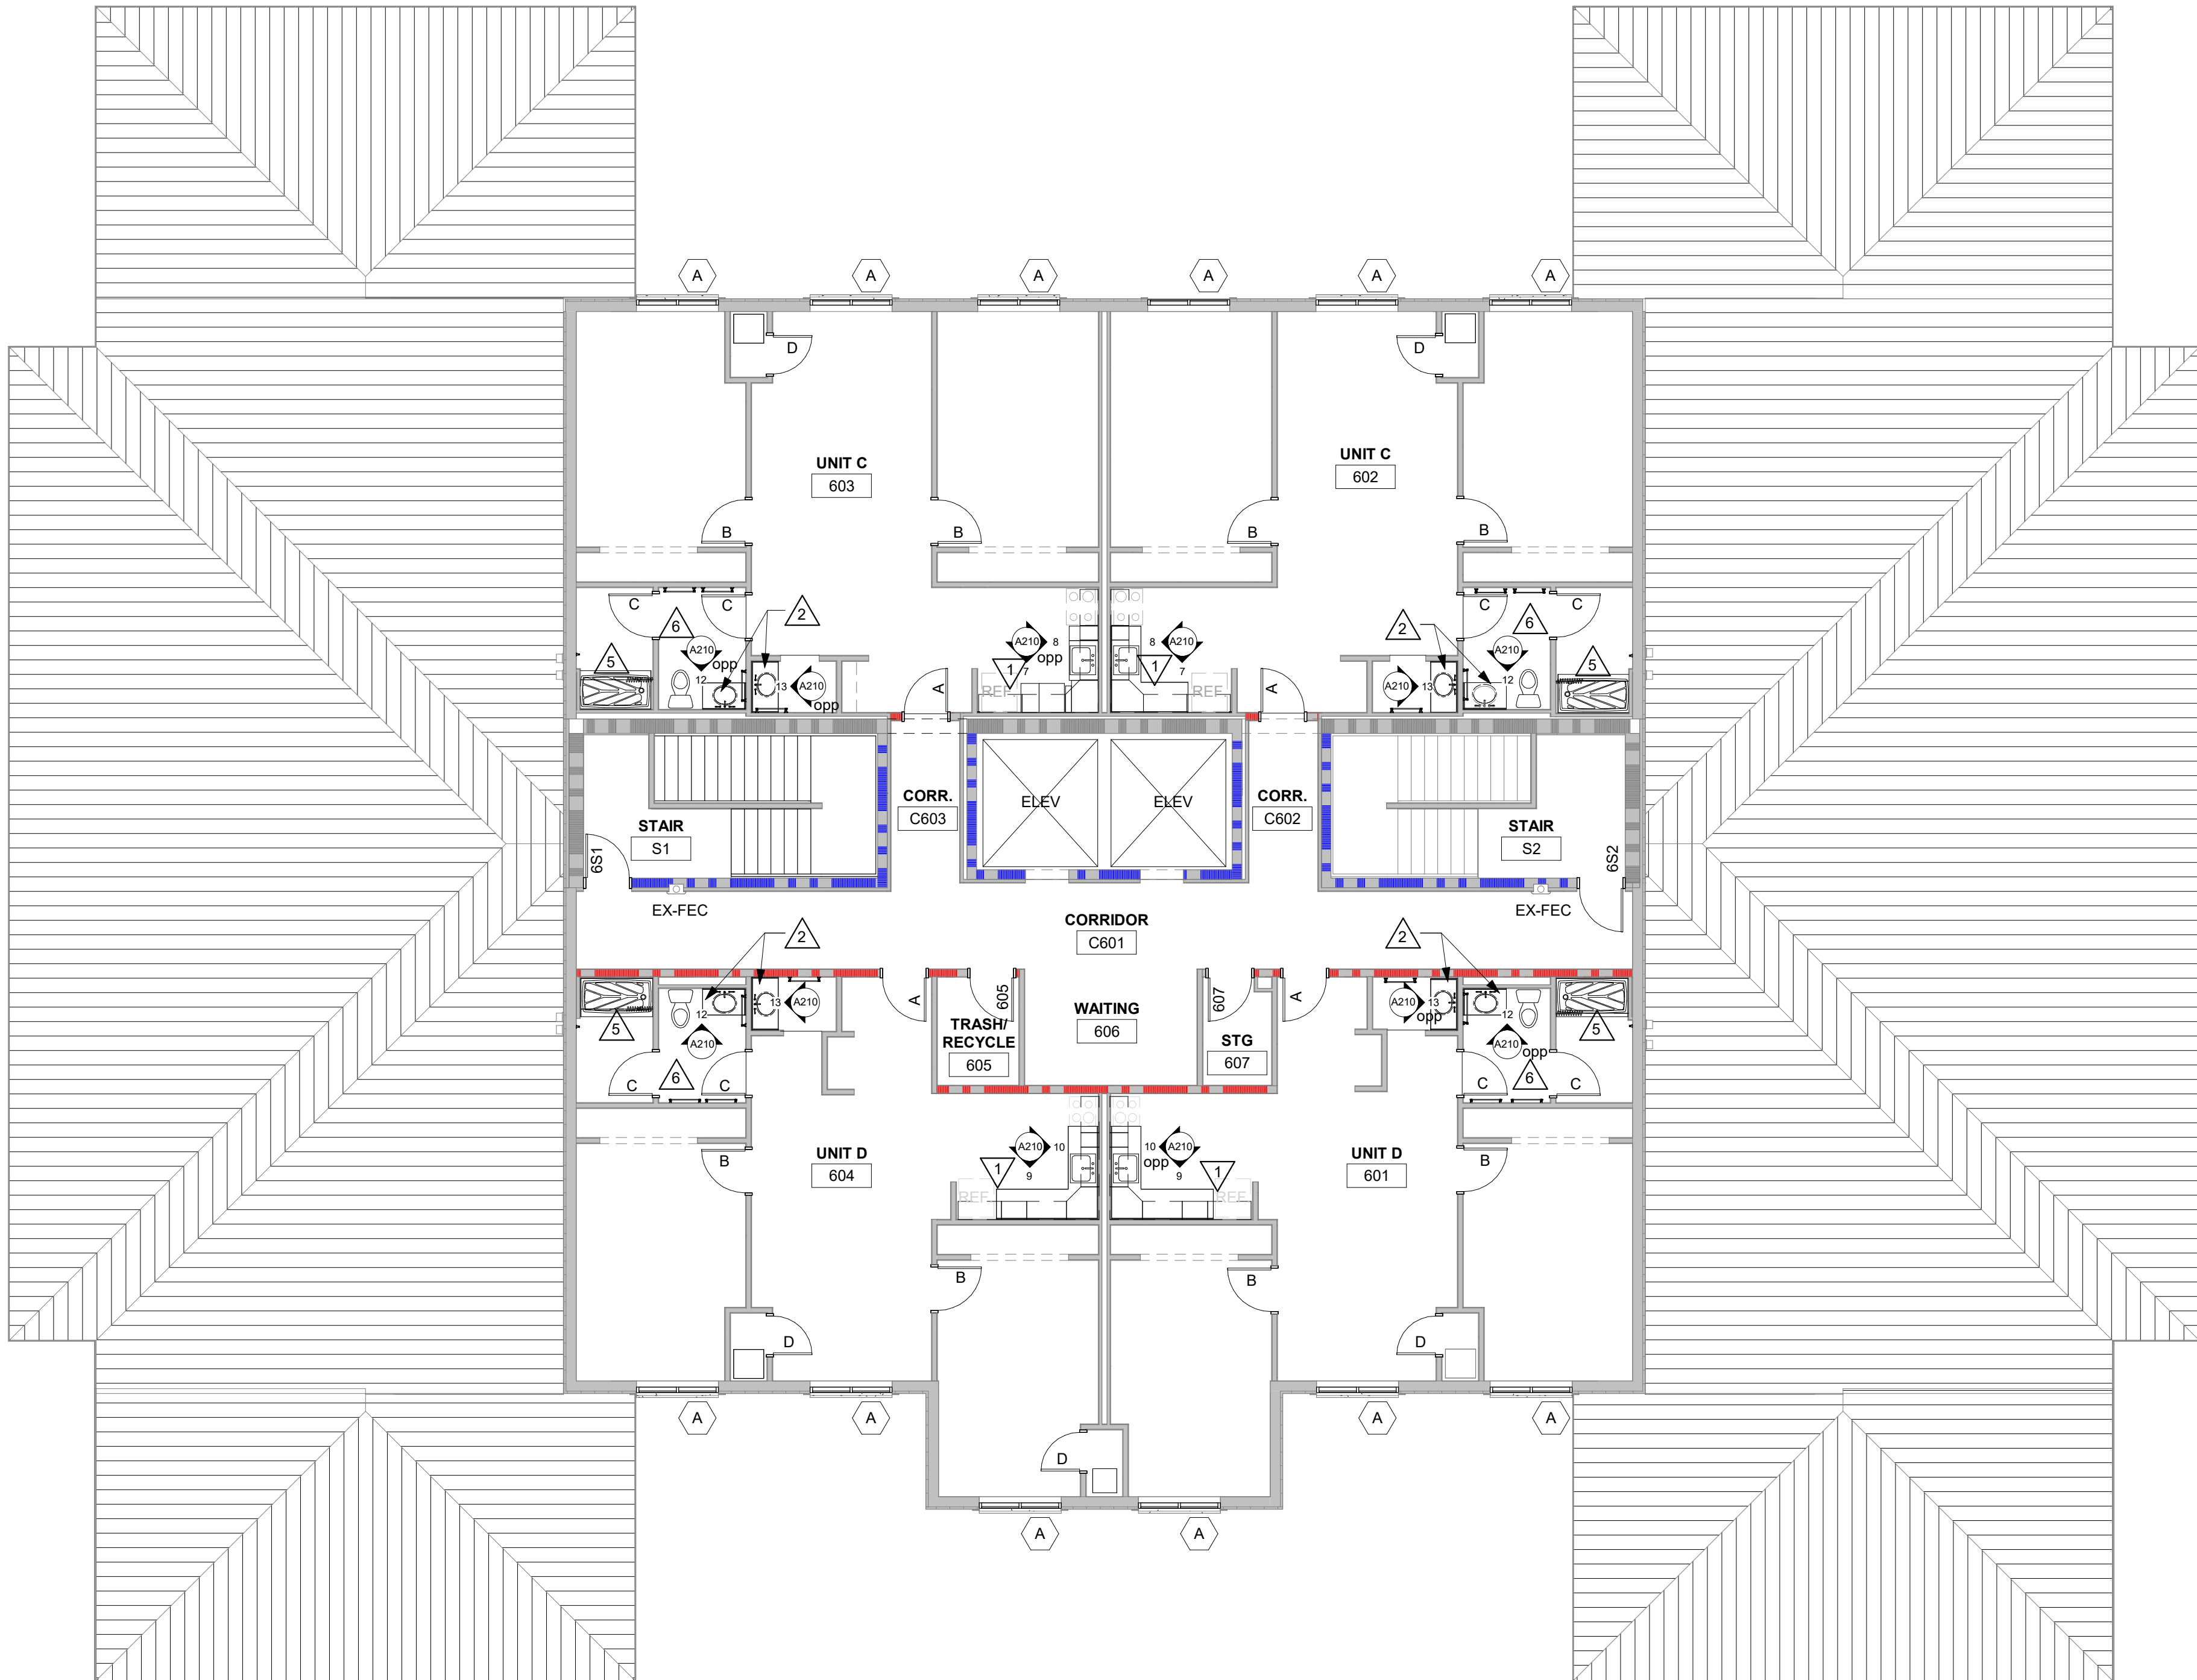 A
A
A
A
A
A
D
D
UNIT C
603
UNIT C
602
B
B
B
B
C
C
C
C
6
2
2
6
5
A210
opp
12
13
A210
opp
A210
8
opp
7
1
REF.
8
A210
7
1
REF.
A210
13
A210
12
5
A
A
ELEV
ELEV
CORR.
C603
CORR.
C602
STAIR
S1
STAIR
S2
6S1
6S2
EX-FEC
EX-FEC
CORRIDOR
C601
2
2
13
A210
12
A210
5
6
C
C
A
605
607
A
TRASH/
RECYCLE
605
WAITING
606
STG
607
A210
13
opp
12
A210
opp
5
6
C
C
UNIT D
604
UNIT D
601
B
B
A210
10
9
1
REF.
10
A210
opp
9
1
REF.
B
B
D
D
A
A
A
A
D
A
A